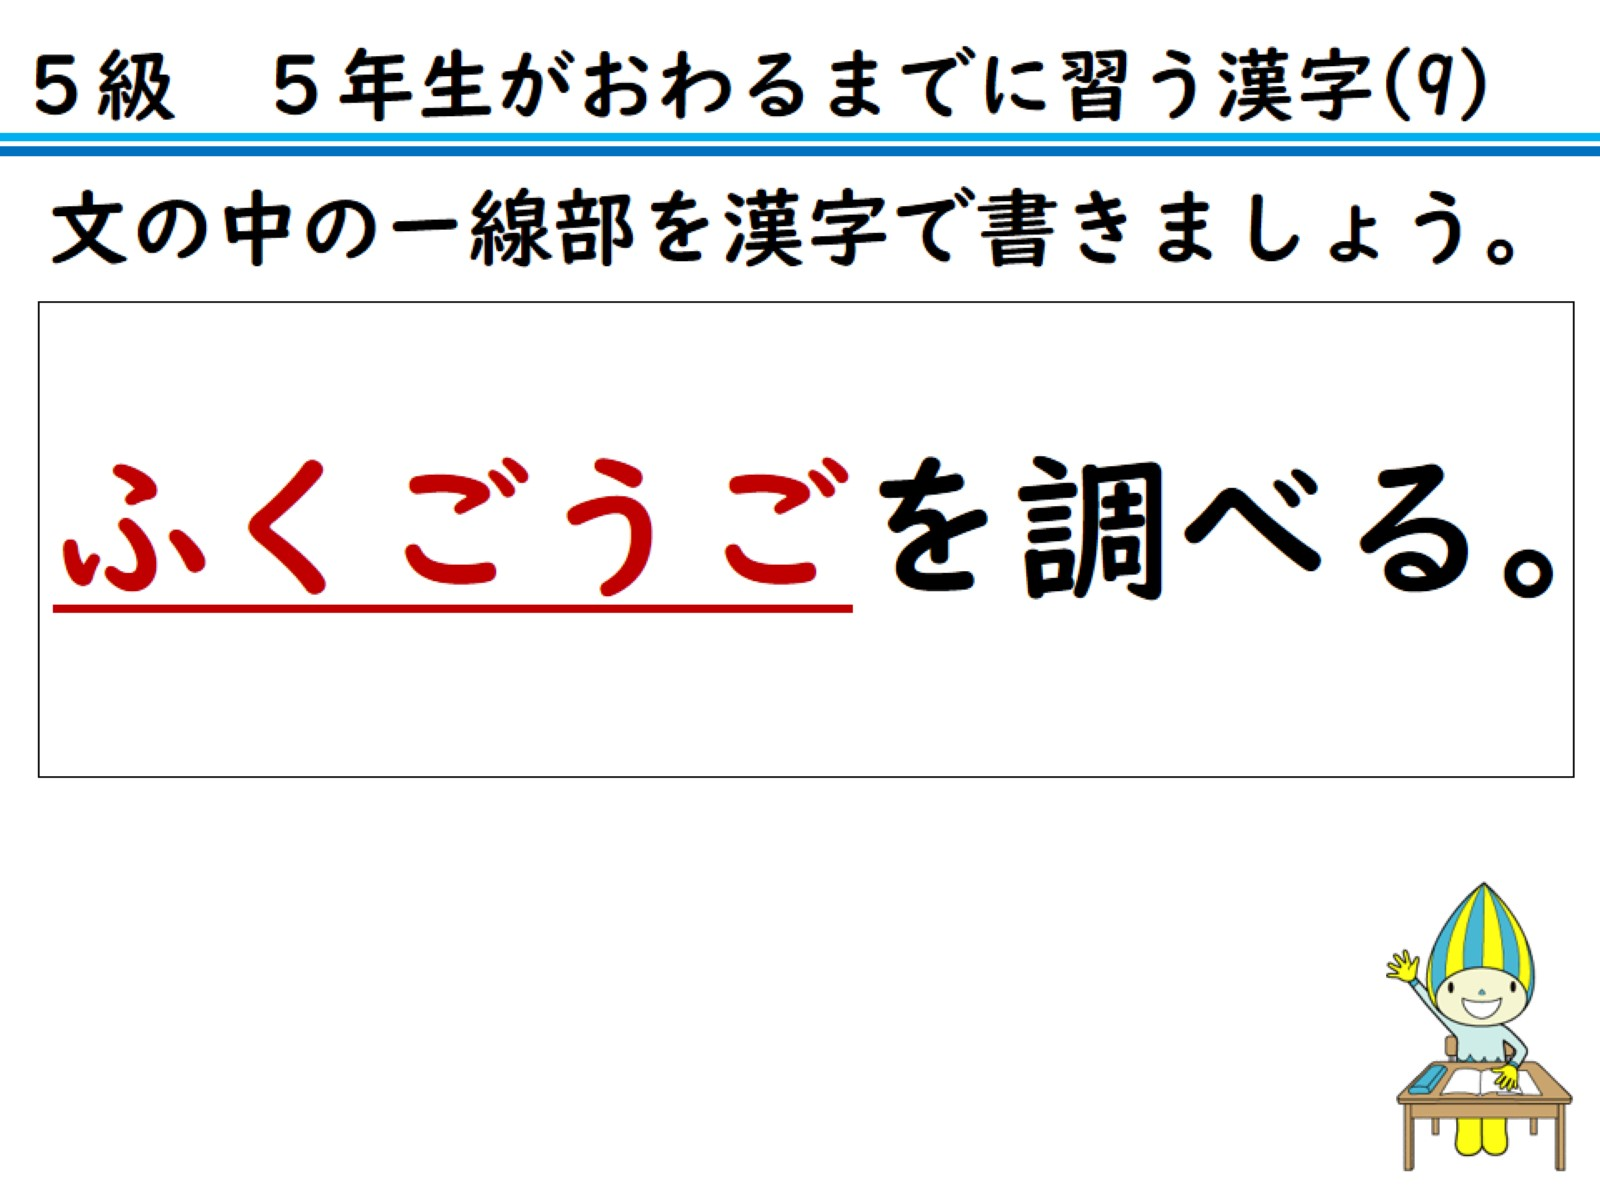 5級　5年生がおわるまでに習う漢字(9)
文の中の一線部を漢字で書きましょう。
ふくごうごを調べる。